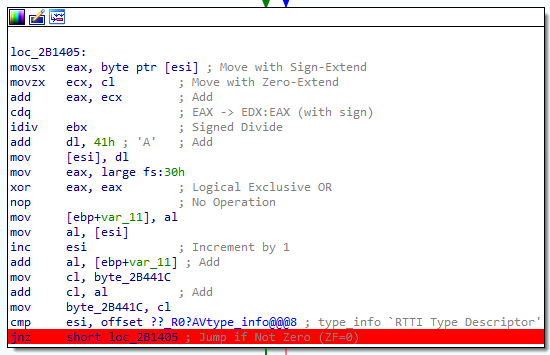 loc_2B1405:
movsx eax, byte ptr [esi] ; Move with Sign-Extend
movzx ecx, cl ; Move with Zero-Extend
add eax, ecx ; Add
cdq ; EAX -> EDX:EAX (with sign)
idiv ebx ; Signed Divide
add dl, 41h ; 'A' ; Add
mov [esi], dl
mov eax, large fs:30h
xor eax, eax ; Logical Exclusive OR
nop ; No Operation
mov [ebp+var_11], al
mov al, [esi]
inc esi ; Increment by 1
add al, [ebp+var_11] ; Add
mov cl, byte_2B441C
add cl, al ; Add
mov byte_2B441C, cl
cmp esi, offset ??_R0?AVtype_info@@@8 ; type_info `RTTI Type Descriptor'
jnz short loc_2B1405 ; Jump if Not Zero (ZF=0)